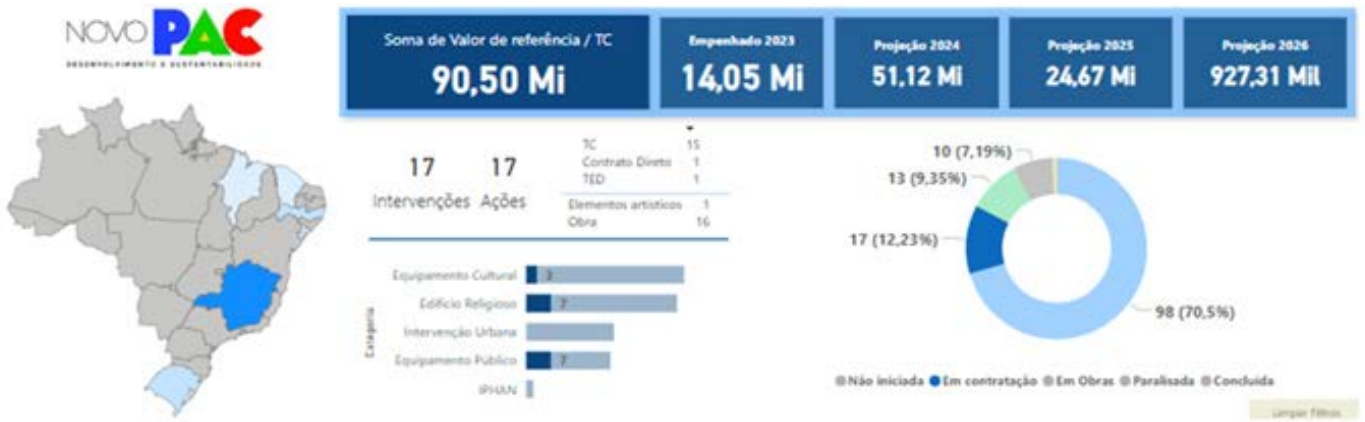 NOVO PAC
DESENVOLVIMENTO E SUSTENTABILIDADE
Soma de Valor de referência / TC
90,50 Mi
Empenhado 2023
14,05 Mi
Projeção 2024
51,12 Mi
Projeção 2025
24,67 Mi
Projeção 2026
927,31 Mil
17
Intervenções
17
Ações
TC 15
Contrato Direto 1
TED 1
Elementos artísticos 1
Obra 16
Categoria
Equipamento Cultural 3
Edifício Religioso 7
Intervenção Urbana
Equipamento Público 7
IPHAN
10 (7,19%)
13 (9,35%)
17 (12,23%)
98 (70,5%)
Não iniciada Em contratação Em Obras Paralisada Concluída
Limpar Filtros